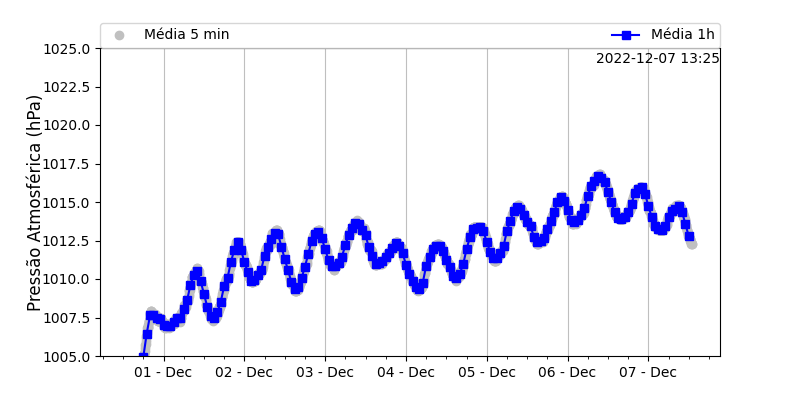 Média 5 min
Média 1h
2022-12-07 13:25
Pressão Atmosférica (hPa)
1025.0
1022.5
1020.0
1017.5
1015.0
1012.5
1010.0
1007.5
1005.0
01 - Dec
02 - Dec
03 - Dec
04 - Dec
05 - Dec
06 - Dec
07 - Dec